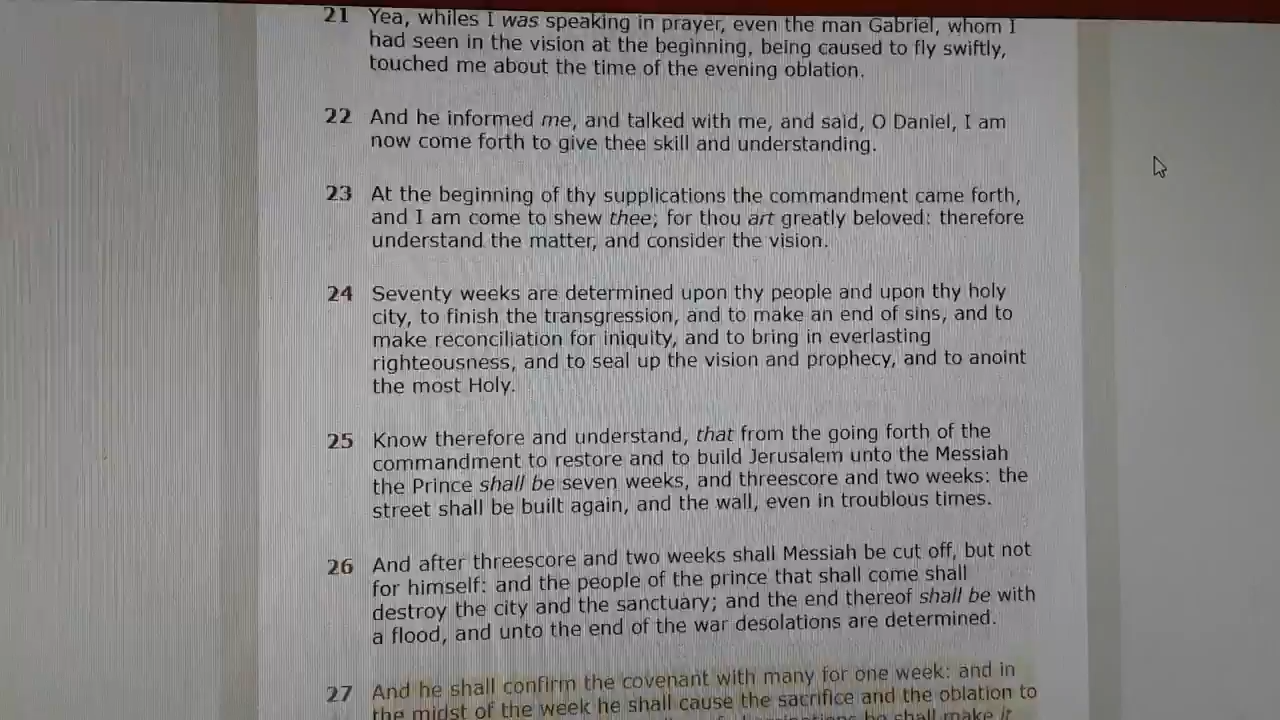 21 Yea, whiles I was speaking in prayer, even the man Gabriel, whom I
had seen in the vision at the beginning, being caused to fly swiftly,
touched me about the time of the evening oblation.
22 And he informed me, and talked with me, and said, O Daniel, I am
now come forth to give thee skill and understanding.
23 At the beginning of thy supplications the commandment came forth,
and I am come to shew thee; for thou art greatly beloved: therefore
understand the matter, and consider the vision.
24 Seventy weeks are determined upon thy people and upon thy holy
city, to finish the transgression, and to make an end of sins, and to
make reconciliation for iniquity, and to bring in everlasting
righteousness, and to seal up the vision and prophecy, and to anoint
the most Holy.
25 Know therefore and understand, that from the going forth of the
commandment to restore and to build Jerusalem unto the Messiah
the Prince shall be seven weeks, and threescore and two weeks: the
street shall be built again, and the wall, even in troublous times.
26 And after threescore and two weeks shall Messiah be cut off, but not
for himself: and the people of the prince that shall come shall
destroy the city and the sanctuary; and the end thereof shall be with
a flood, and unto the end of the war desolations are determined.
27 And he shall confirm the covenant with many for one week: and in
the midst of the week he shall cause the sacrifice and the oblation to
he shall make it